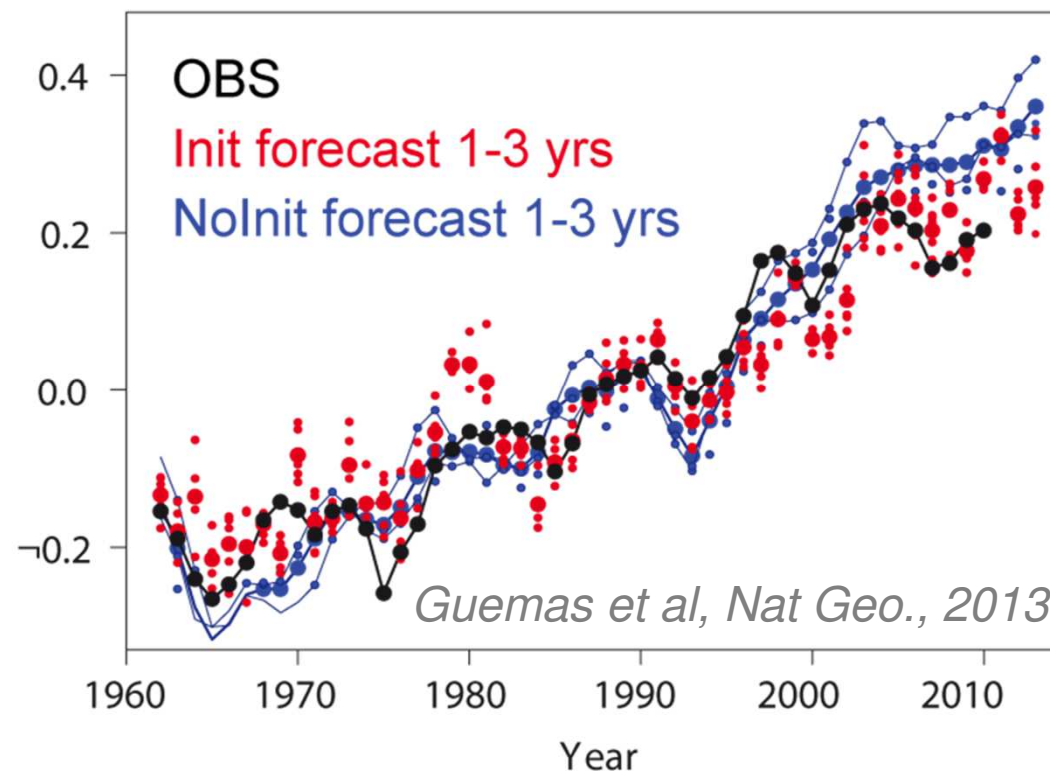 0.4
OBS
Init forecast 1-3 yrs
0.2
NoInit forecast 1-3 yrs
0.0
¬0.2
Guemas et al, Nat Geo., 2013
1960 1970 1980 1990 2000 2010
Year